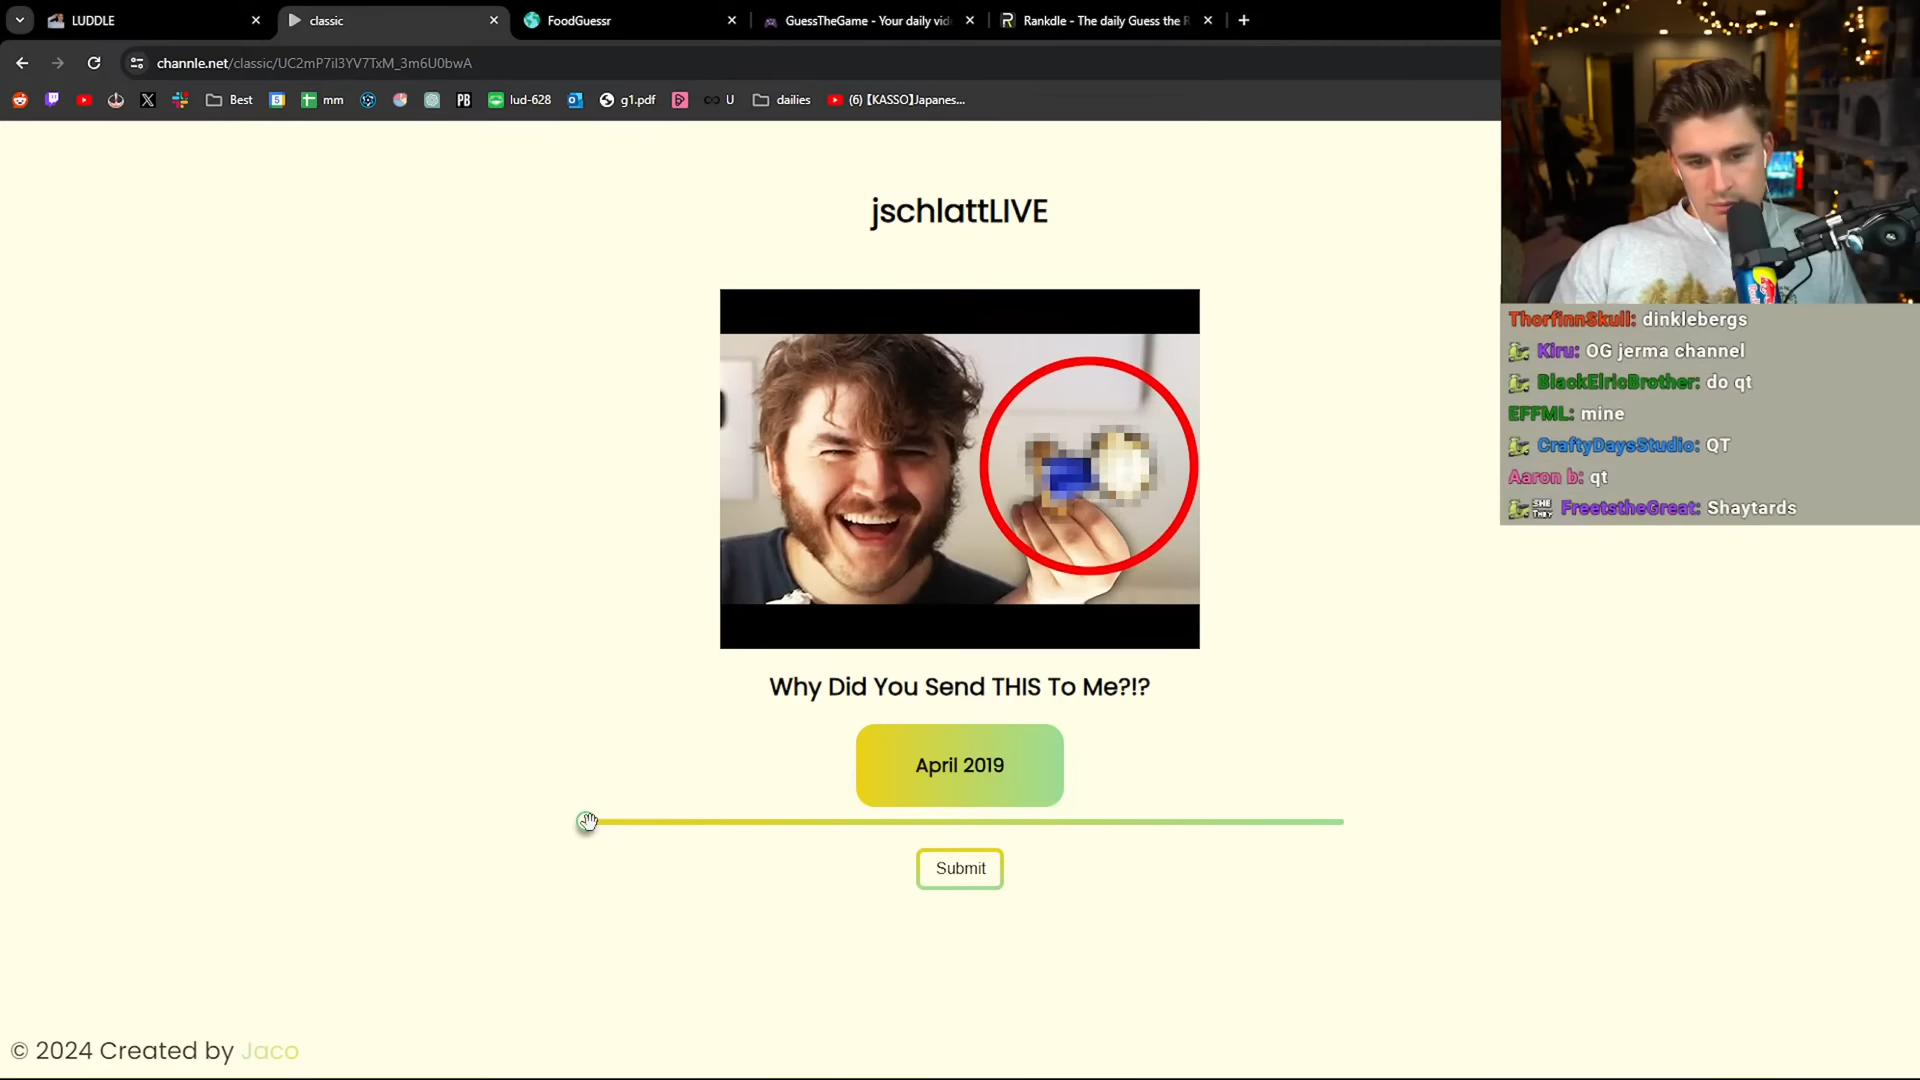 LUDDLE
classic
FoodGuessr
GuessTheGame - Your daily vid
Rankdle - The daily Guess the R
channle.net/classic/UC2mP7il3YV7TxM_3m6U0bwA
Best
mm
PB
lud-628
g1.pdf
U
dailies
(6) 【KASSO】Japanes...
jschlattLIVE
Why Did You Send THIS To Me?!?
April 2019
Submit
© 2024 Created by Jaco
ThorfinnSkull: dinklebergs
Kiru: OG jerma channel
BlackElricBrother: do qt
EFFML: mine
CraftyDaysStudio: QT
Aaron b: qt
SHE THEY FreetstheGreat: Shaytards